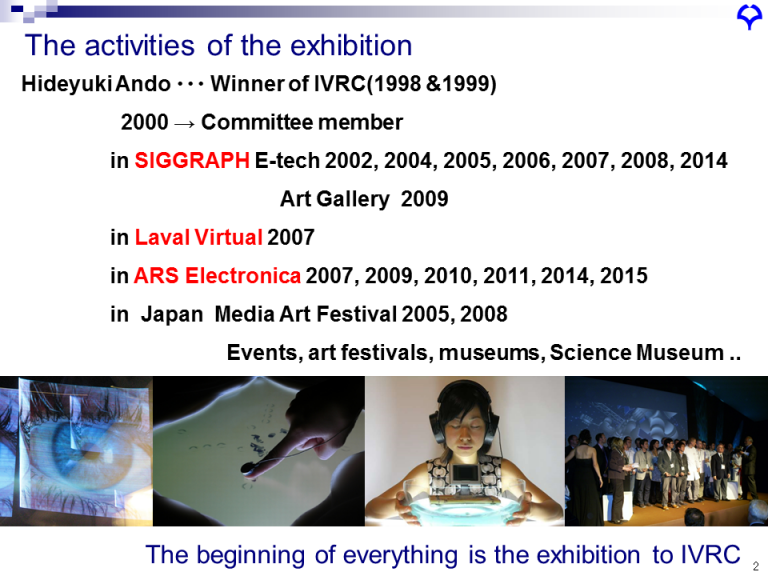 The activities of the exhibition
Hideyuki Ando ・・・ Winner of IVRC(1998 &1999)
2000 → Committee member
in SIGGRAPH E-tech 2002, 2004, 2005, 2006, 2007, 2008, 2014
Art Gallery 2009
in Laval Virtual 2007
in ARS Electronica 2007, 2009, 2010, 2011, 2014, 2015
in Japan Media Art Festival 2005, 2008
Events, art festivals, museums, Science Museum ..
The beginning of everything is the exhibition to IVRC
2